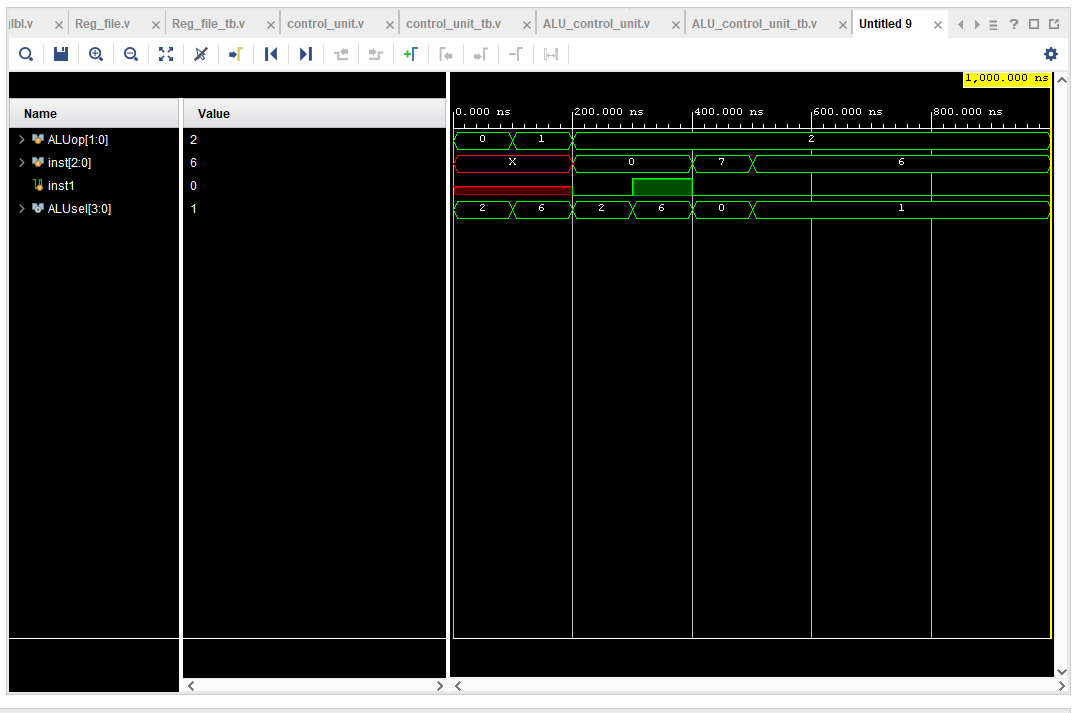 glbl.v Reg_file.v Reg_file_tb.v control_unit.v control_unit_tb.v ALU_control_unit.v ALU_control_unit_tb.v Untitled 9
1,000.000 ns
Name Value
0.000 ns 200.000 ns 400.000 ns 600.000 ns 800.000 ns
ALUop[1:0] 2 0 1 2
inst[2:0] 6 X 0 7 6
inst1 0
ALUsel[3:0] 1 2 6 2 6 0 1